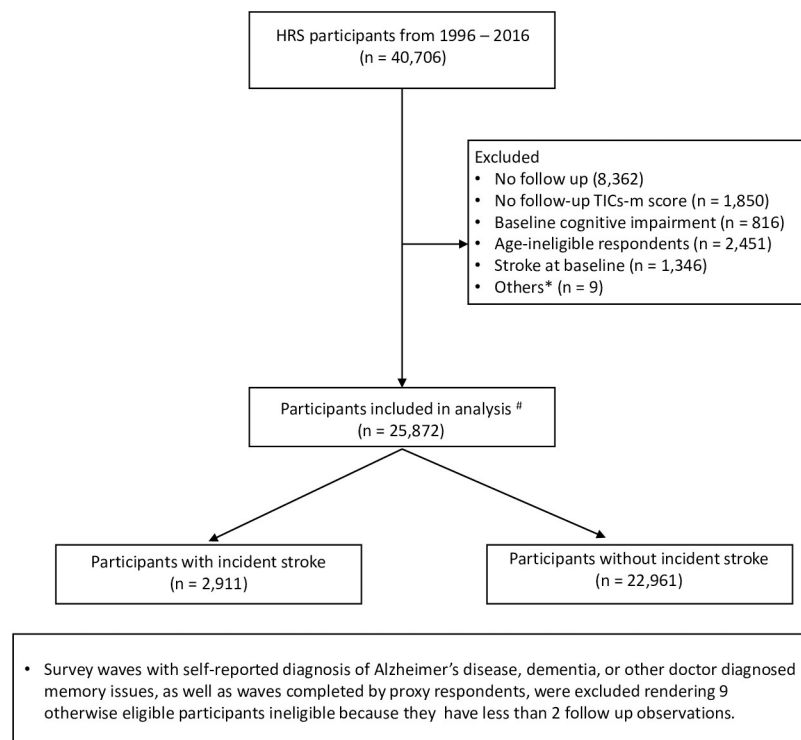 HRS participants from 1996 – 2016
(n = 40,706)
Excluded
• No follow up (8,362)
• No follow-up TICs-m score (n = 1,850)
• Baseline cognitive impairment (n = 816)
• Age-ineligible respondents (n = 2,451)
• Stroke at baseline (n = 1,346)
• Others* (n = 9)
Participants included in analysis #
(n = 25,872)
Participants with incident stroke
(n = 2,911)
Participants without incident stroke
(n = 22,961)
• Survey waves with self-reported diagnosis of Alzheimer’s disease, dementia, or other doctor diagnosed
memory issues, as well as waves completed by proxy respondents, were excluded rendering 9
otherwise eligible participants ineligible because they have less than 2 follow up observations.